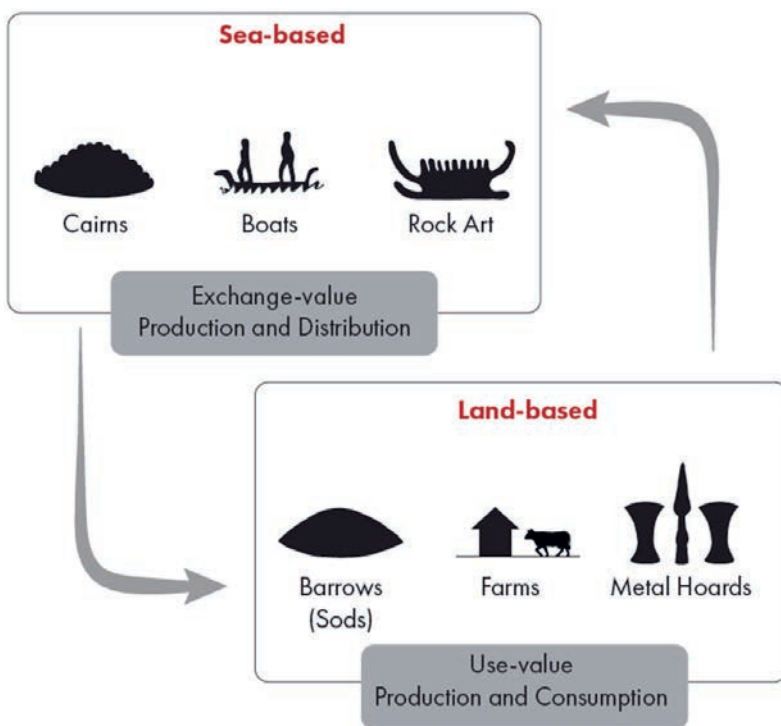 Sea-based
Cairns
Boats
Rock Art
Exchange-value
Production and Distribution
Land-based
Barrows
(Sods)
Farms
Metal Hoards
Use-value
Production and Consumption